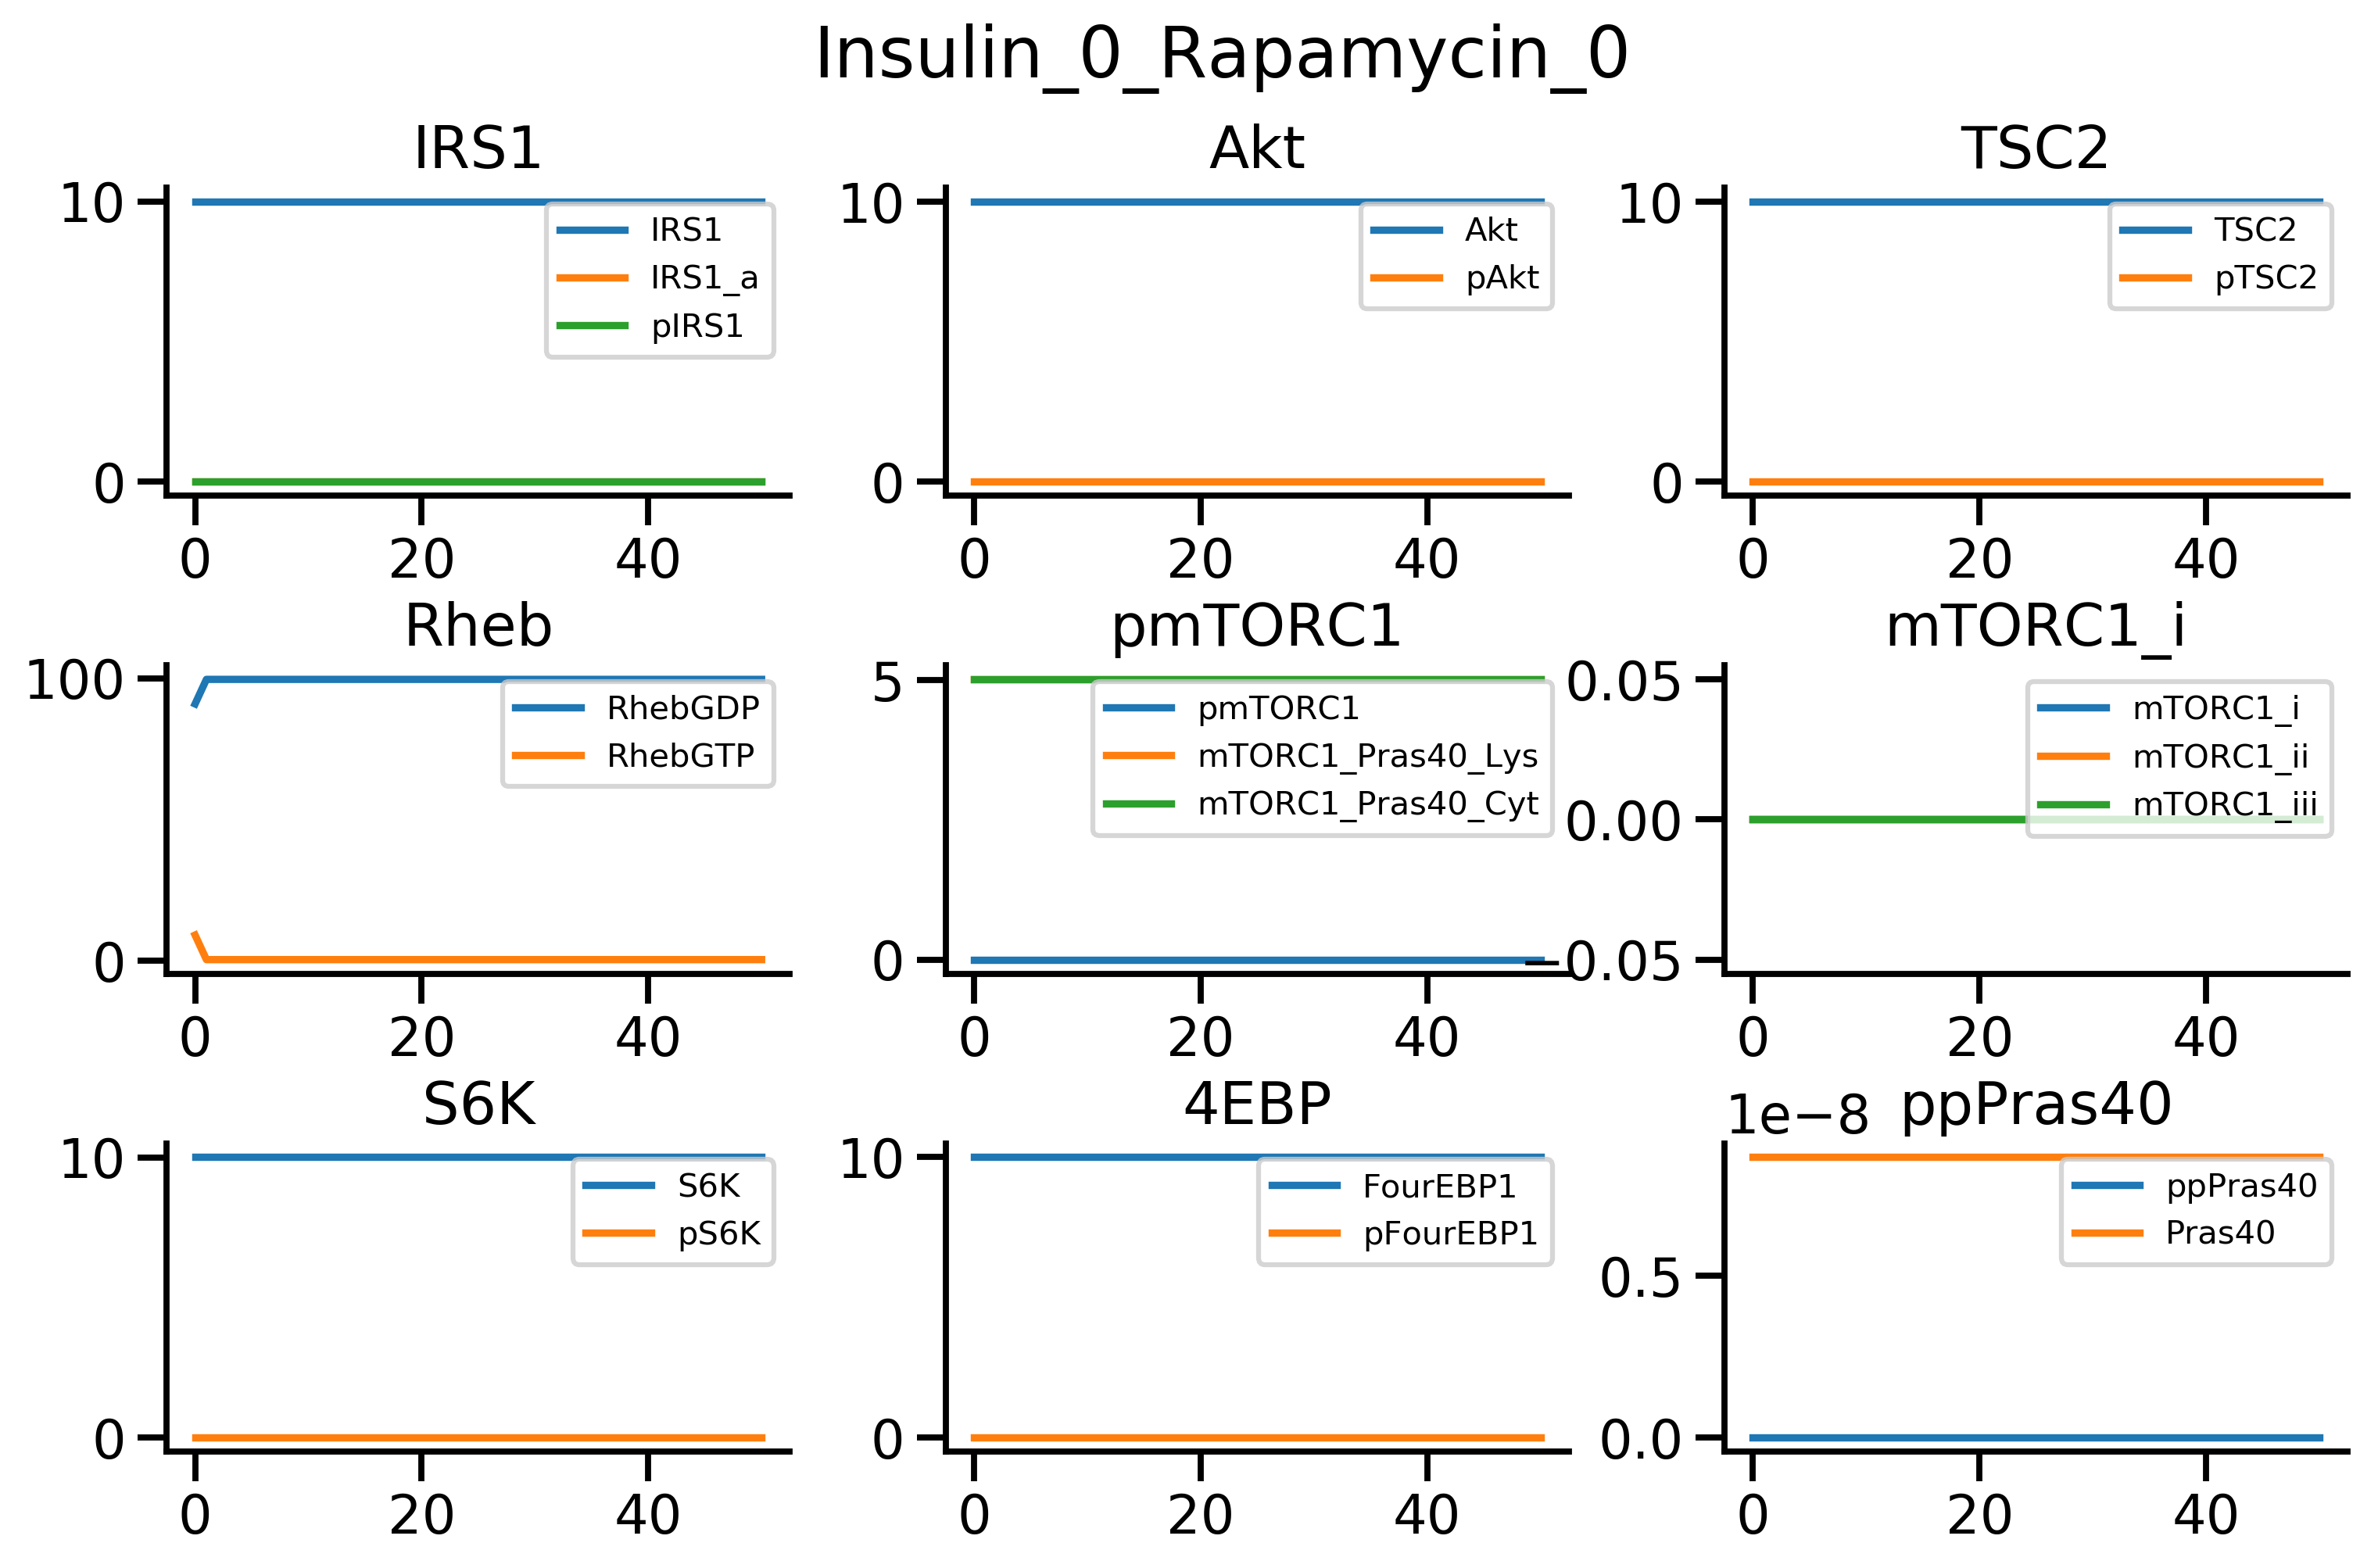 Insulin_0_Rapamycin_0
IRS1
10
0
0 20 40
IRS1
IRS1_a
pIRS1
Akt
10
0
0 20 40
Akt
pAkt
TSC2
10
0
0 20 40
TSC2
pTSC2
Rheb
100
0
0 20 40
RhebGDP
RhebGTP
pmTORC1
5
0
0 20 40
pmTORC1
mTORC1_Pras40_Lys
mTORC1_Pras40_Cyt
mTORC1_i
0.05
0.00
−0.05
0 20 40
mTORC1_i
mTORC1_ii
mTORC1_iii
S6K
10
0
0 20 40
S6K
pS6K
4EBP
10
0
0 20 40
FourEBP1
pFourEBP1
1e−8 ppPras40
0.5
0.0
0 20 40
ppPras40
Pras40